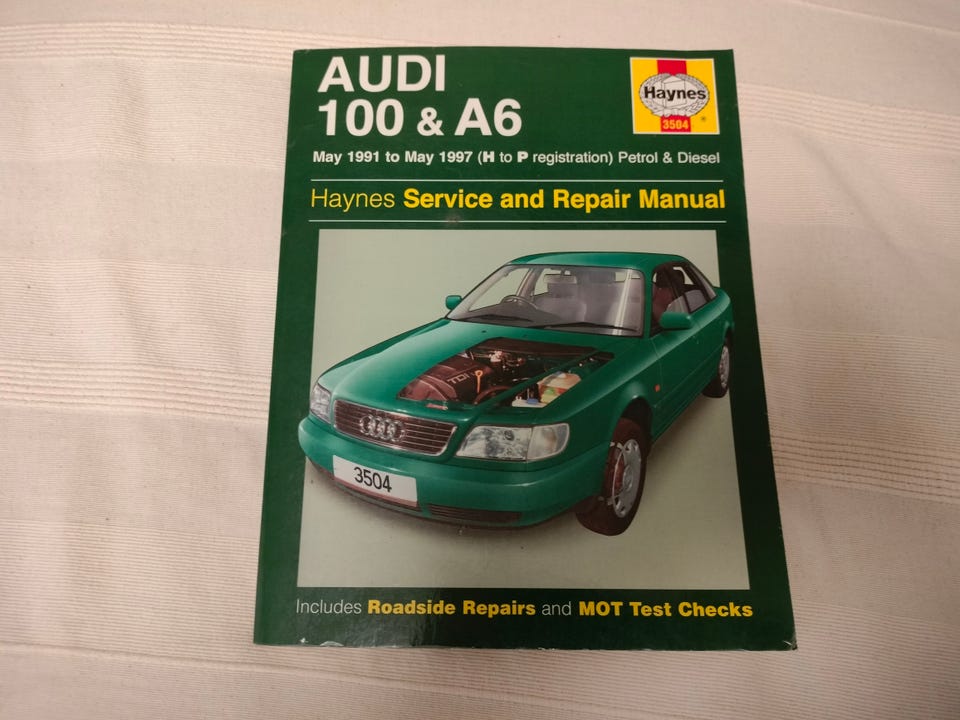 AUDI
100 & A6
Haynes
3504
®
May 1991 to May 1997 (H to P registration) Petrol & Diesel
Haynes Service and Repair Manual
TDI
3504
Includes Roadside Repairs and MOT Test Checks